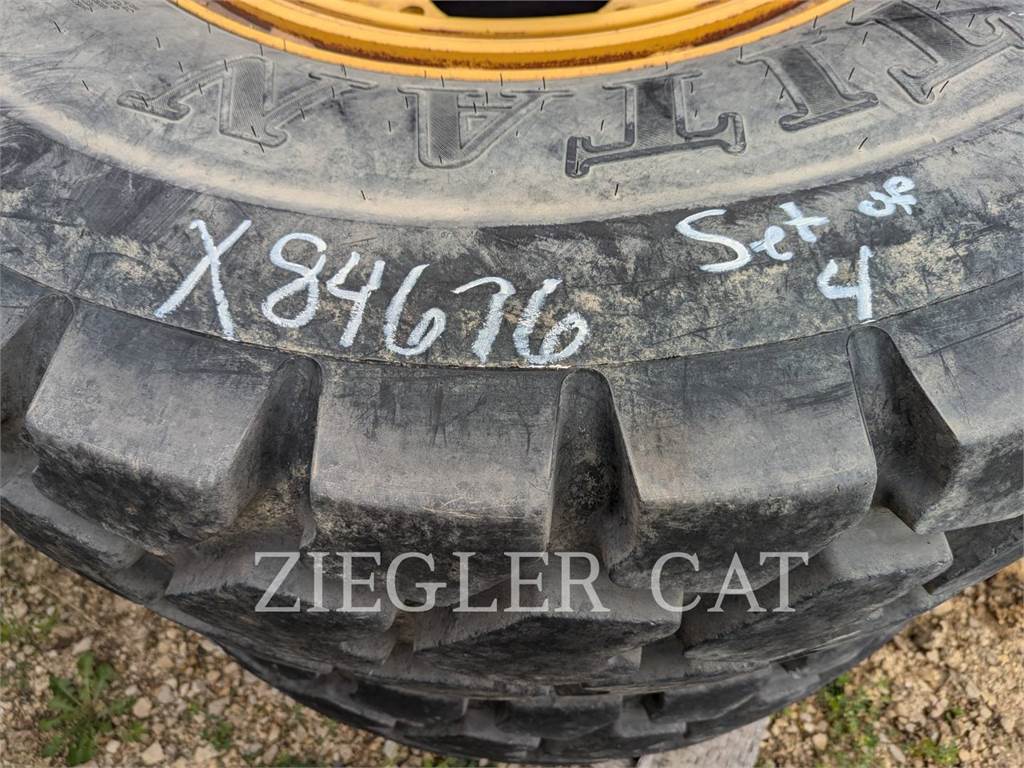 TITAN
X84676
Set of
4
ZIEGLER CAT